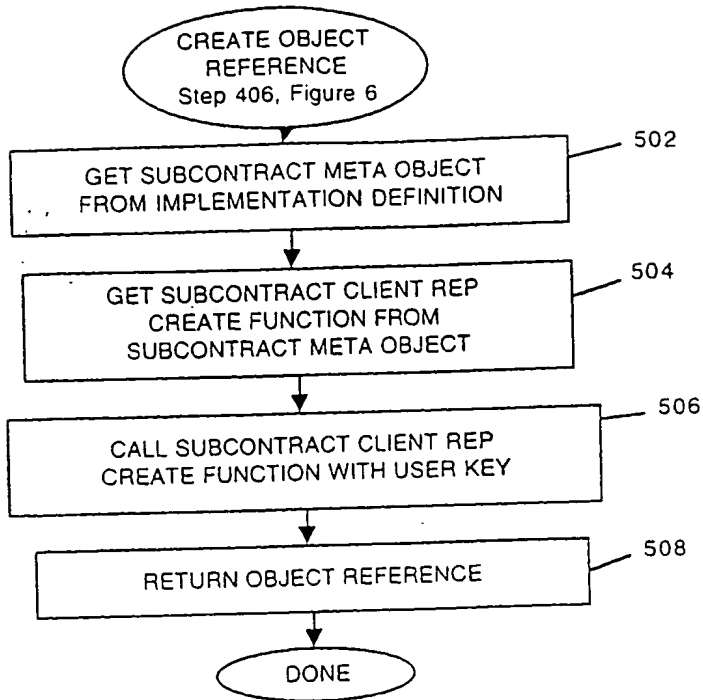 CREATE OBJECT
REFERENCE
Step 406, Figure 6
502
GET SUBCONTRACT META OBJECT
FROM IMPLEMENTATION DEFINITION
504
GET SUBCONTRACT CLIENT REP
CREATE FUNCTION FROM
SUBCONTRACT META OBJECT
506
CALL SUBCONTRACT CLIENT REP
CREATE FUNCTION WITH USER KEY
508
RETURN OBJECT REFERENCE
DONE